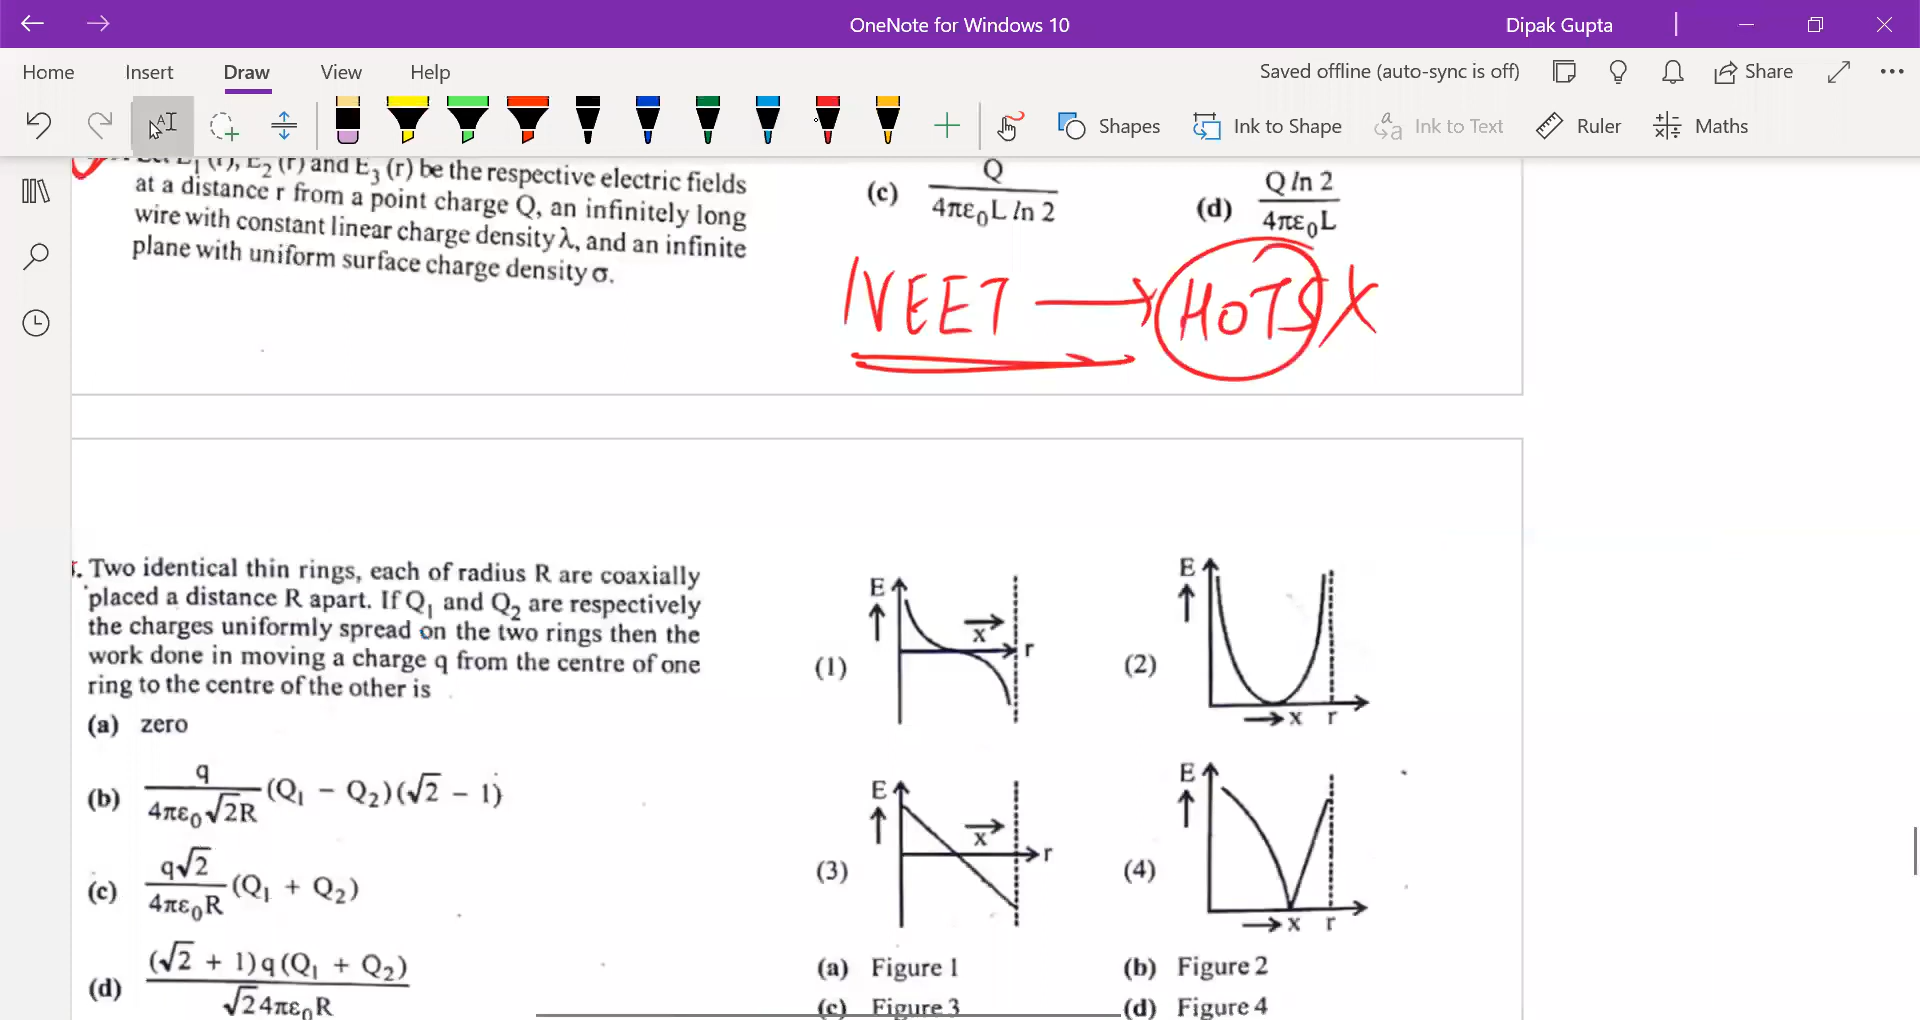 OneNote for Windows 10
Dipak Gupta
Home Insert Draw View Help
Saved offline (auto-sync is off)
Share
Shapes
Ink to Shape
Ink to Text
Ruler
Maths
E₁ (r), E₂ (r) and E₃ (r) be the respective electric fields
at a distance r from a point charge Q, an infinitely long
wire with constant linear charge density λ, and an infinite
plane with uniform surface charge density σ.
(c) Q / 4πε₀L ln 2
(d) Q ln 2 / 4πε₀L
NEET → HOTS X
Two identical thin rings, each of radius R are coaxially
placed a distance R apart. If Q₁ and Q₂ are respectively
the charges uniformly spread on the two rings then the
work done in moving a charge q from the centre of one
ring to the centre of the other is
(a) zero
(b) q / 4πε₀√2R (Q₁ − Q₂)(√2 − 1)
(c) q√2 / 4πε₀R (Q₁ + Q₂)
(d) (√2 + 1)q(Q₁ + Q₂) / √2 4πε₀R
(1) E x r
(2) E x r
(3) E x r
(4) E x r
(a) Figure 1
(b) Figure 2
(c) Figure 3
(d) Figure 4